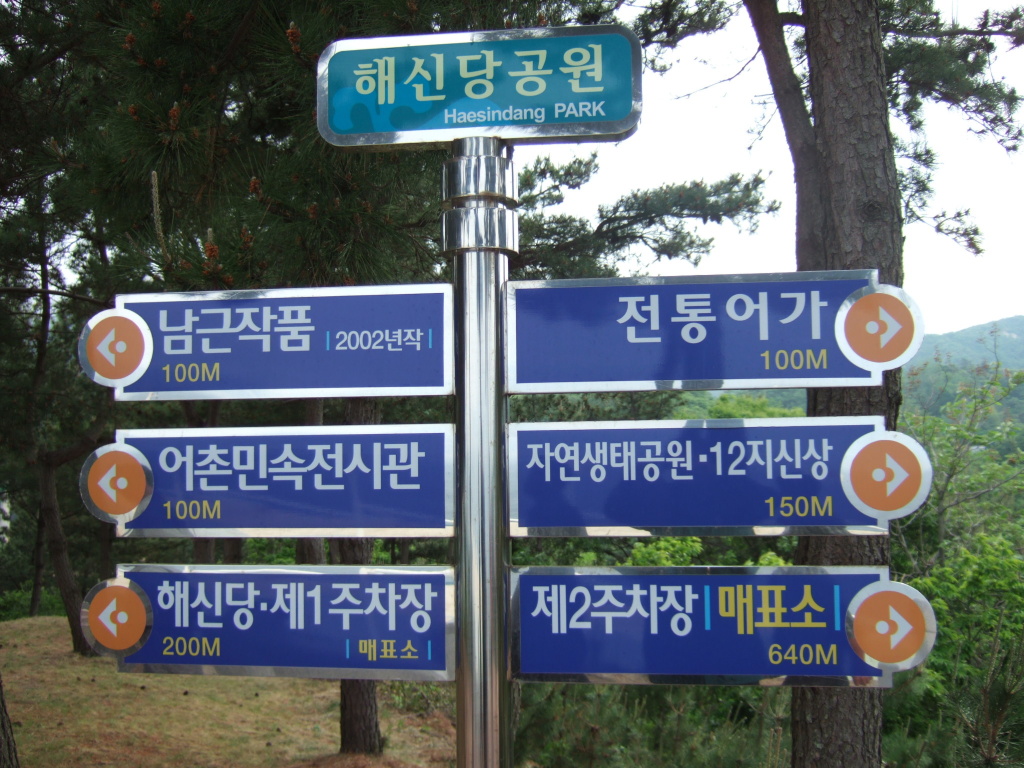 해신당공원
Haesindang PARK
남근작품 |2002년작|
100M
어촌민속전시관
100M
해신당·제1주차장
200M |매표소|
전통어가
100M
자연생태공원·12지신상
150M
제2주차장|매표소|
640M